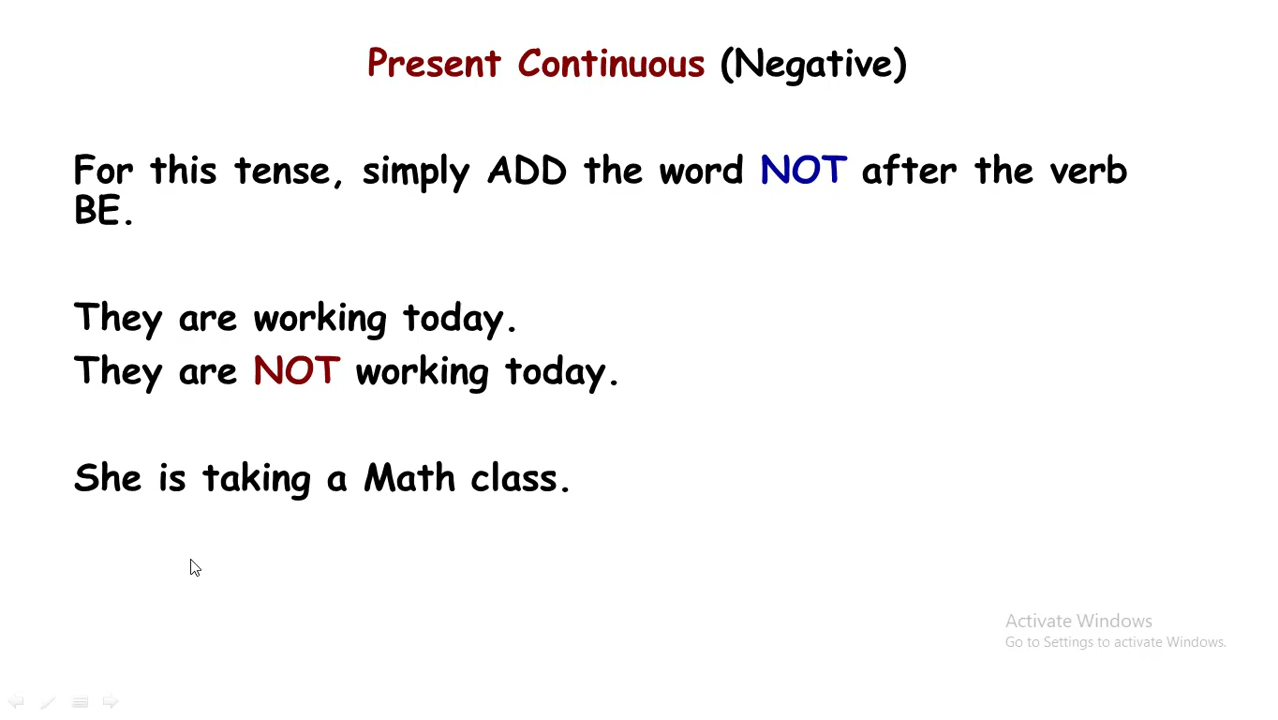 Present Continuous (Negative)
For this tense, simply ADD the word NOT after the verb
BE.
They are working today.
They are NOT working today.
She is taking a Math class.
Activate Windows
Go to Settings to activate Windows.